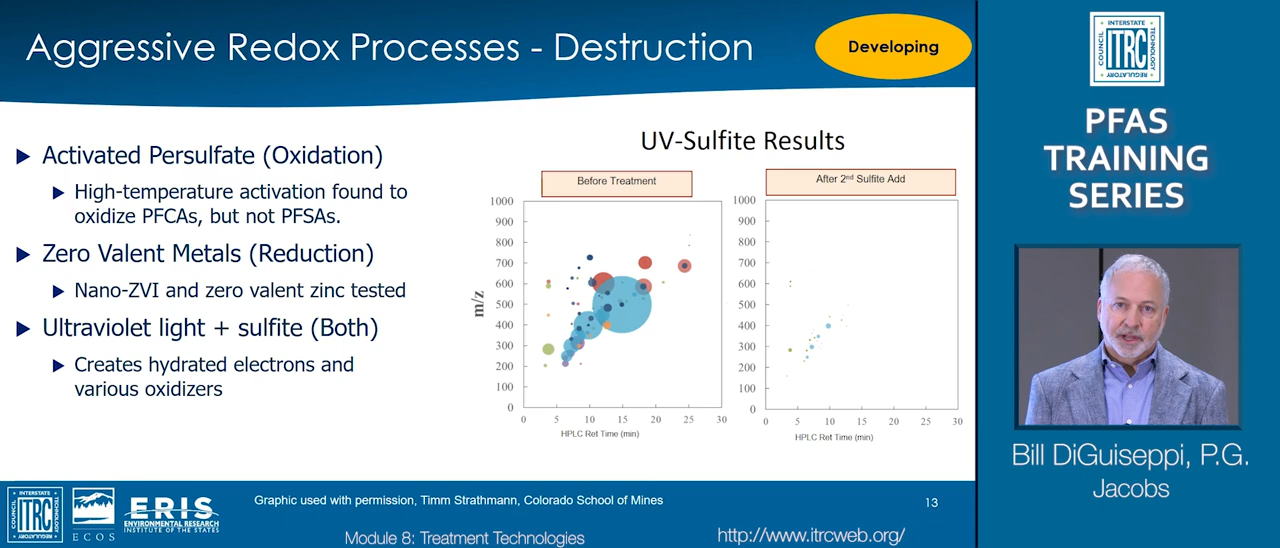 Aggressive Redox Processes - Destruction
Developing
Activated Persulfate (Oxidation)
High-temperature activation found to
oxidize PFCAs, but not PFSAs.
Zero Valent Metals (Reduction)
Nano-ZVI and zero valent zinc tested
Ultraviolet light + sulfite (Both)
Creates hydrated electrons and
various oxidizers
UV-Sulfite Results
Before Treatment
1000
900
800
700
600
500
400
300
200
100
0
m/z
0 5 10 15 20 25 30
HPLC Ret Time (min)
After 2nd Sulfite Add
1000
900
800
700
600
500
400
300
200
100
0
0 5 10 15 20 25 30
HPLC Ret Time (min)
INTERSTATE
COUNCIL
ITRC
TECHNOLOGY
REGULATORY
ECOS
ERIS
ENVIRONMENTAL RESEARCH
INSTITUTE OF THE STATES
Graphic used with permission, Timm Strathmann, Colorado School of Mines
13
Module 8: Treatment Technologies
http://www.itrcweb.org/
INTERSTATE
COUNCIL
ITRC
TECHNOLOGY
REGULATORY
PFAS
TRAINING
SERIES
Bill DiGuiseppi, P.G.
Jacobs